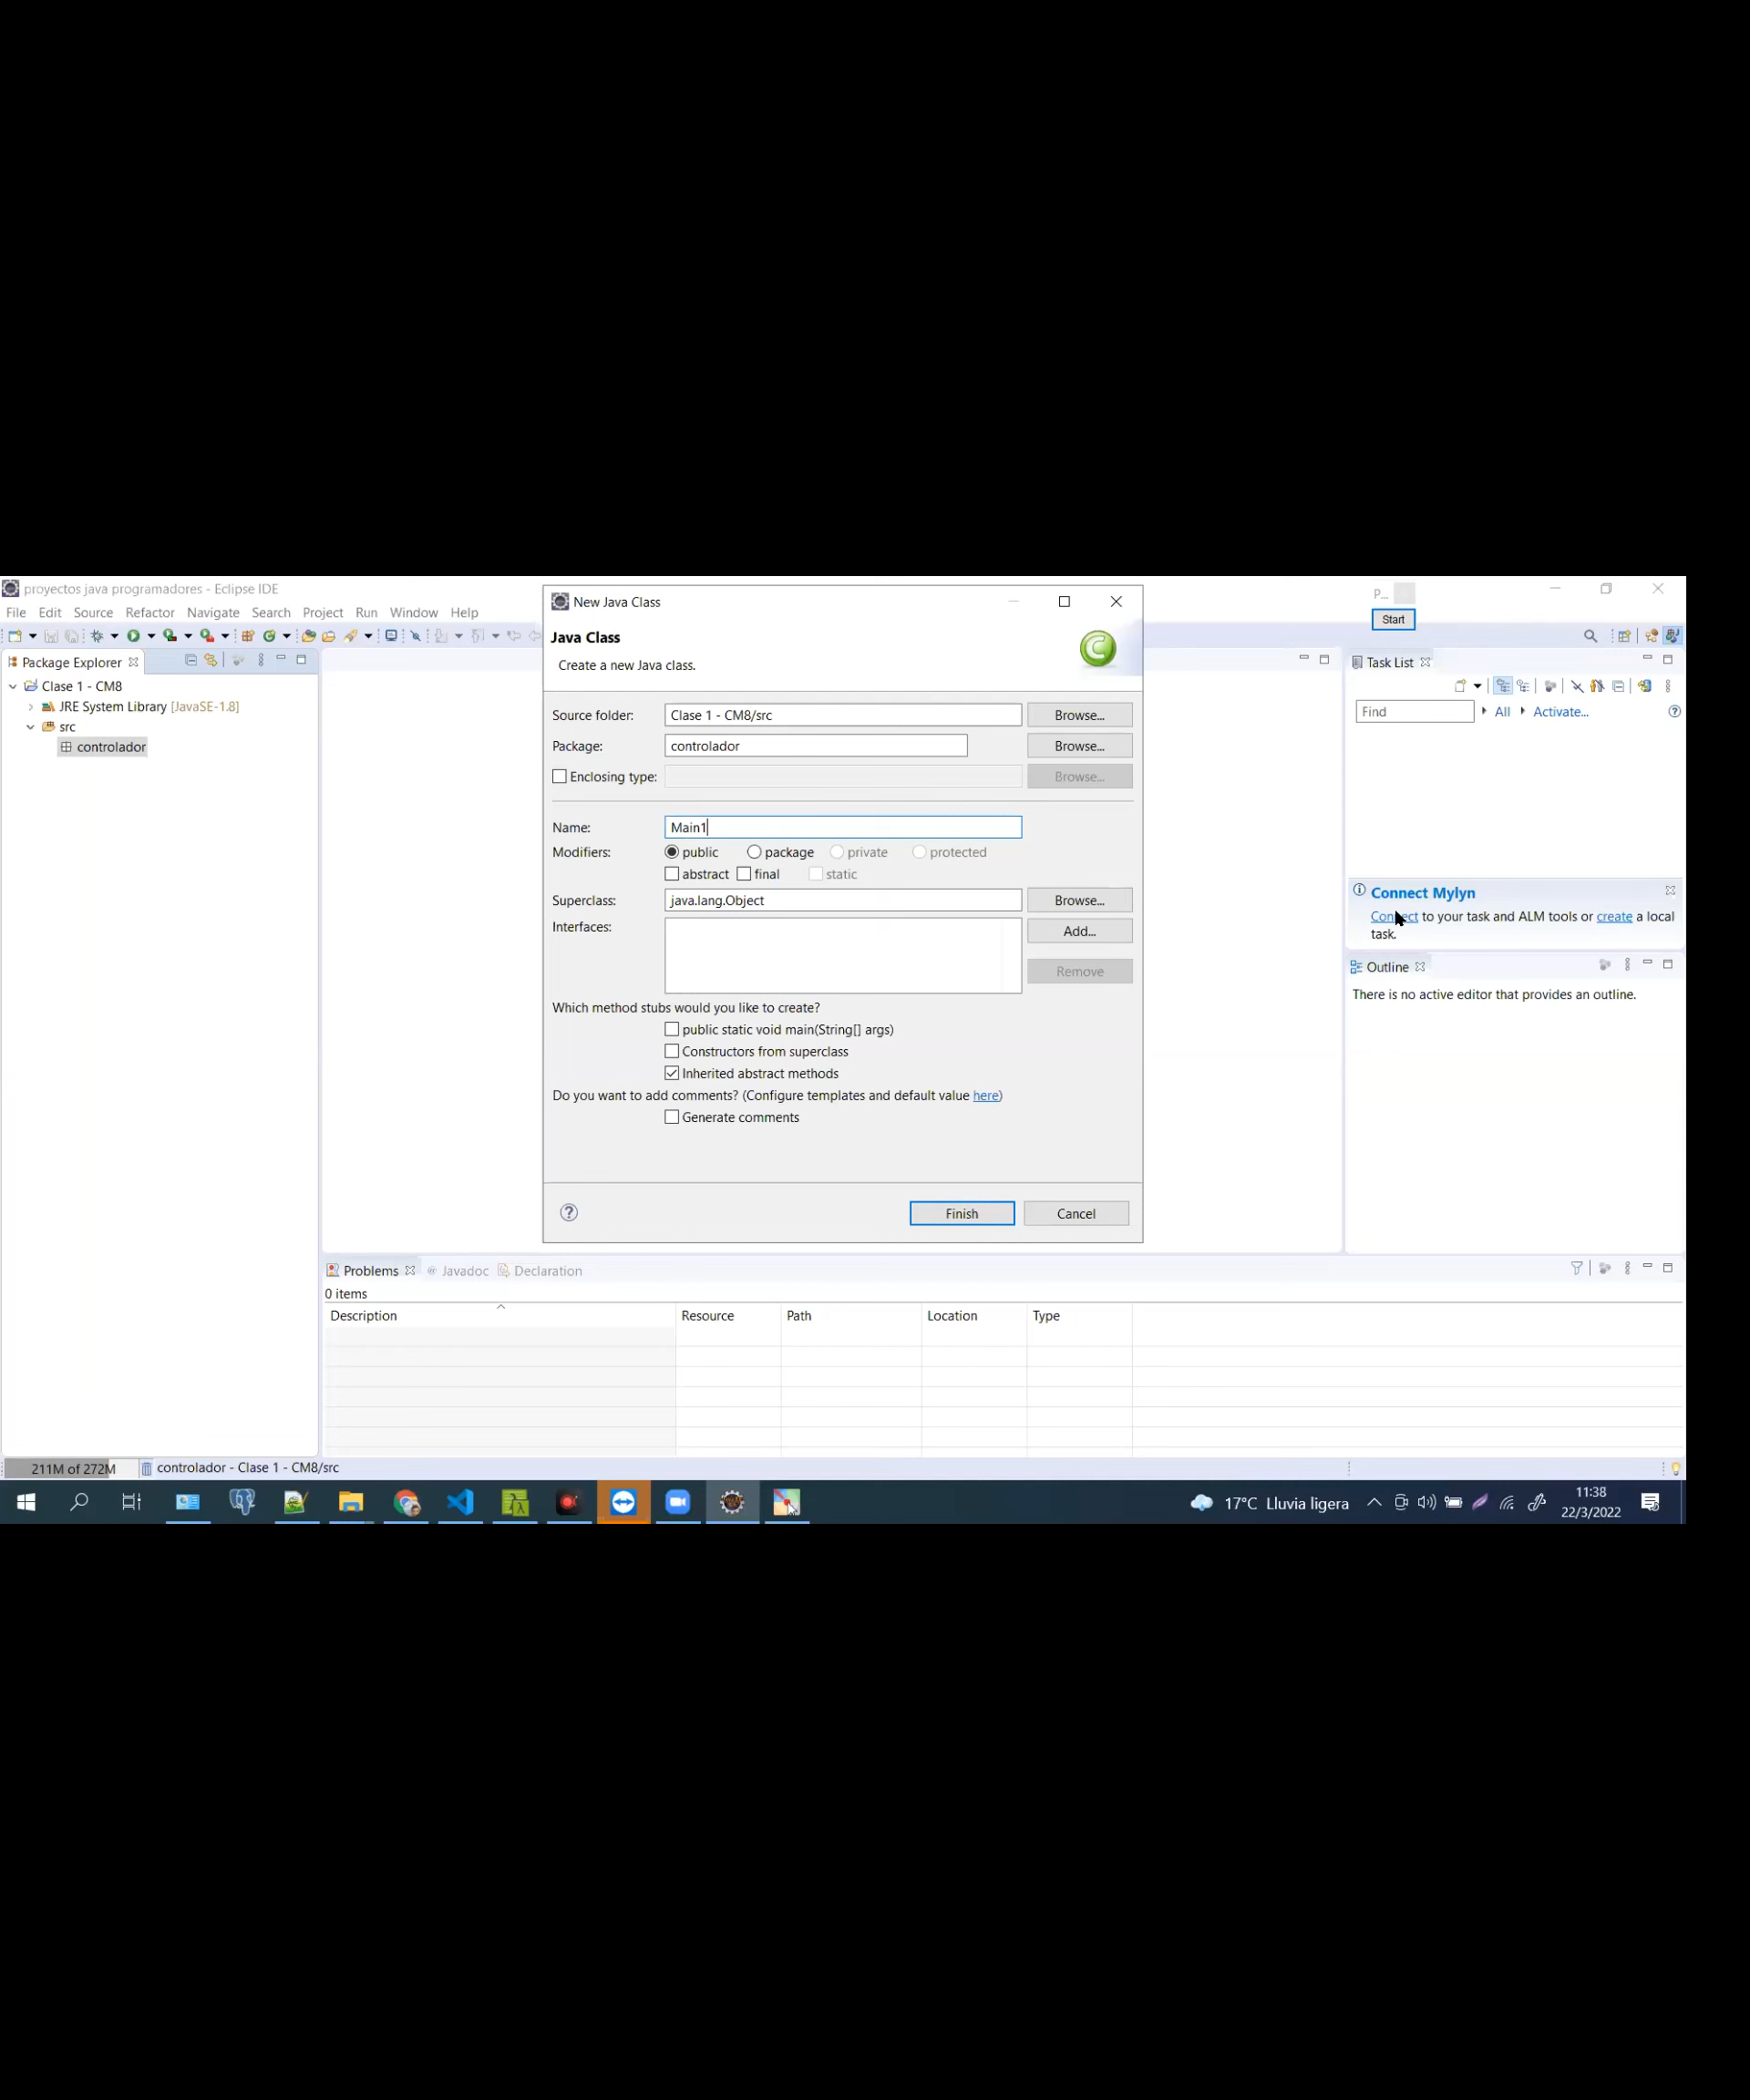 proyectos java programadores - Eclipse IDE
File Edit Source Refactor Navigate Search Project Run Window Help
P...
Start
Package Explorer
Clase 1 - CM8
JRE System Library [JavaSE-1.8]
src
controlador
New Java Class
Java Class
Create a new Java class.
Source folder: Clase 1 - CM8/src Browse...
Package: controlador Browse...
Enclosing type: Browse...
Name: Main1
Modifiers: public package private protected
abstract final static
Superclass: java.lang.Object Browse...
Interfaces: Add...
Remove
Which method stubs would you like to create?
public static void main(String[] args)
Constructors from superclass
Inherited abstract methods
Do you want to add comments? (Configure templates and default value here)
Generate comments
Finish Cancel
Task List
Find All Activate...
Connect Mylyn
Connect to your task and ALM tools or create a local
task.
Outline
There is no active editor that provides an outline.
Problems Javadoc Declaration
0 items
Description Resource Path Location Type
211M of 272M controlador - Clase 1 - CM8/src
17°C Lluvia ligera
11:38
22/3/2022